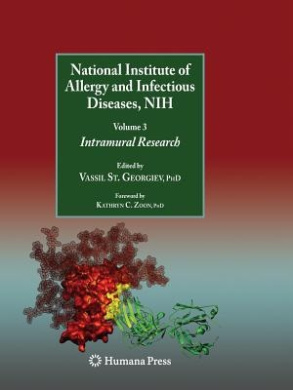 National Institute of
Allergy and Infectious
Diseases, NIH
Volume 3
Intramural Research
Edited by
Vassil St. Georgiev, PhD
Foreword by
Kathryn C. Zoon, PhD
Humana Press